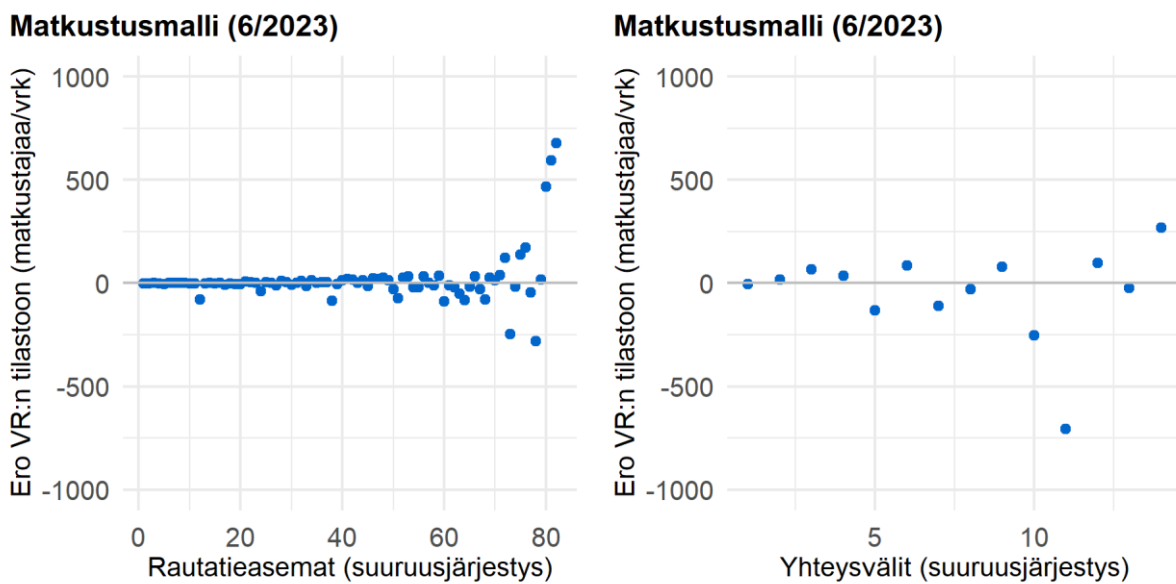 Matkustusmalli (6/2023)
Ero VR:n tilastoon (matkustajaa/vrk)
1000
500
0
-500
-1000
0 20 40 60 80
Rautatieasemat (suuruusjärjestys)
Matkustusmalli (6/2023)
Ero VR:n tilastoon (matkustajaa/vrk)
1000
500
0
-500
-1000
5 10
Yhteysvälit (suuruusjärjestys)